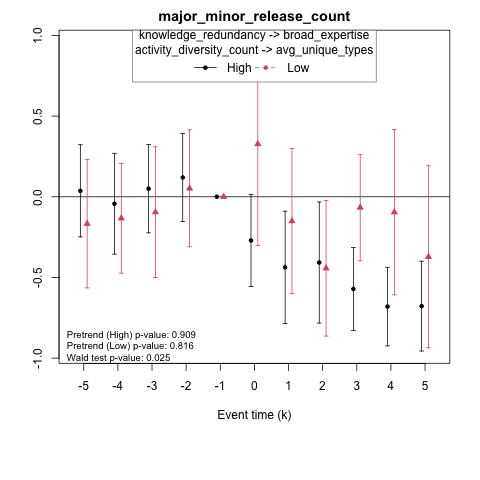 major_minor_release_count
knowledge_redundancy -> broad_expertise
activity_diversity_count -> avg_unique_types
High Low
1.0
0.5
0.0
-0.5
-1.0
Pretrend (High) p-value: 0.909
Pretrend (Low) p-value: 0.816
Wald test p-value: 0.025
-5 -4 -3 -2 -1 0 1 2 3 4 5
Event time (k)